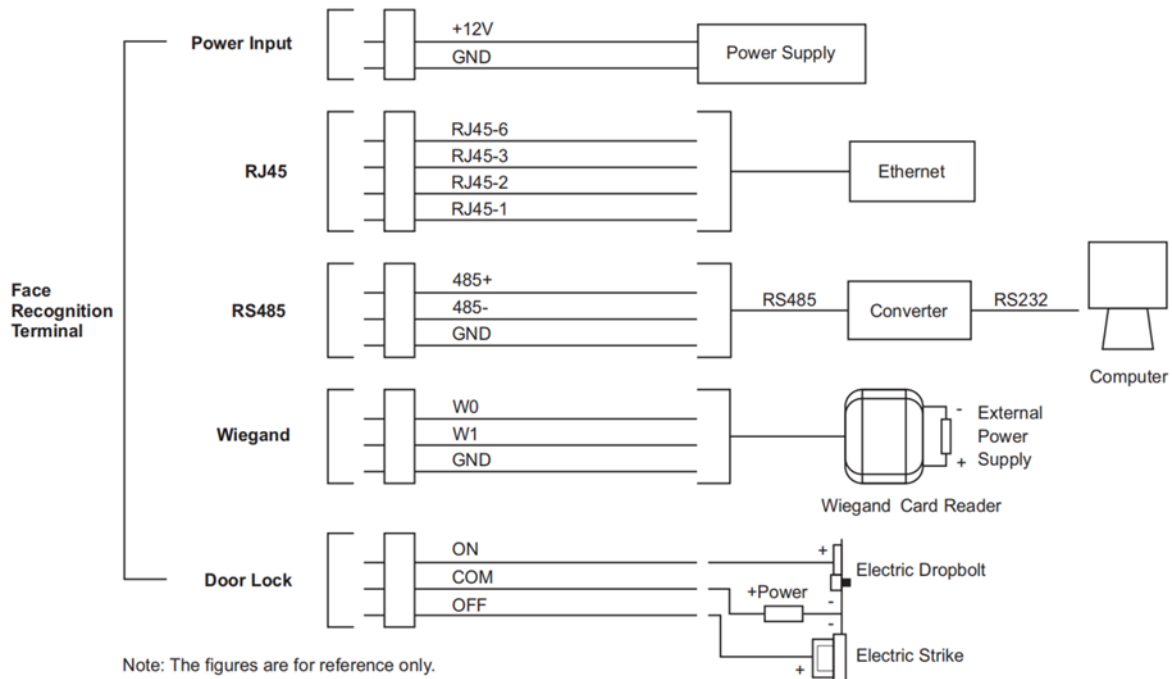 Face
Recognition
Terminal
Power Input
+12V
GND
Power Supply
RJ45
RJ45-6
RJ45-3
RJ45-2
RJ45-1
Ethernet
RS485
485+
485-
GND
RS485
Converter
RS232
Computer
Wiegand
W0
W1
GND
-
External
Power
+ Supply
Wiegand Card Reader
Door Lock
ON
COM
OFF
+
Electric Dropbolt
-
+Power
-
+
Electric Strike
Note: The figures are for reference only.